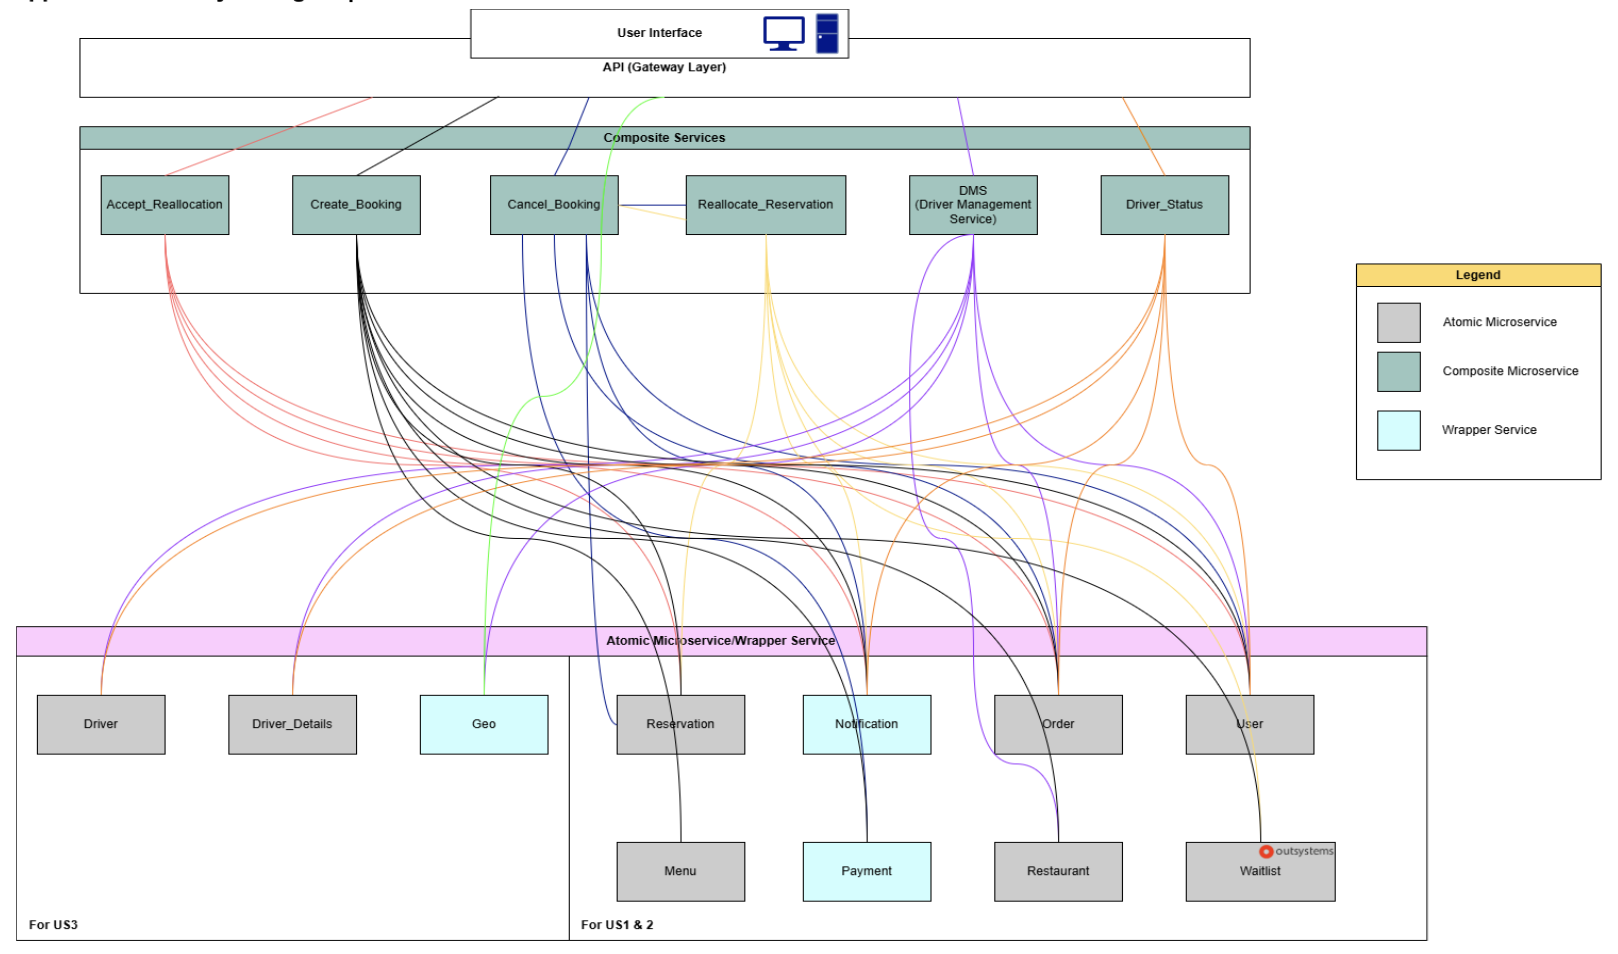 User Interface
API (Gateway Layer)
Composite Services
Accept_Reallocation
Create_Booking
Cancel_Booking
Reallocate_Reservation
DMS
(Driver Management
Service)
Driver_Status
Legend
Atomic Microservice
Composite Microservice
Wrapper Service
Atomic Microservice/Wrapper Service
Driver
Driver_Details
Geo
Reservation
Notification
Order
User
Menu
Payment
Restaurant
outsystems
Waitlist
For US3
For US1 & 2